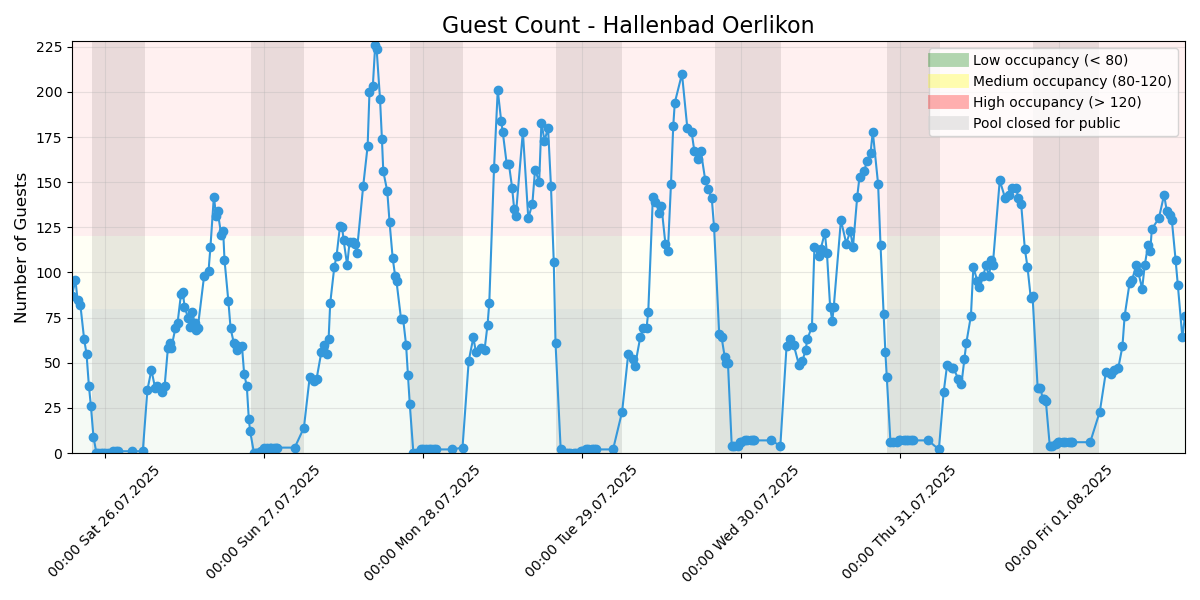 Guest Count - Hallenbad Oerlikon
Number of Guests
225
200
175
150
125
100
75
50
25
0
Low occupancy (< 80)
Medium occupancy (80-120)
High occupancy (> 120)
Pool closed for public
00:00 Sat 26.07.2025
00:00 Sun 27.07.2025
00:00 Mon 28.07.2025
00:00 Tue 29.07.2025
00:00 Wed 30.07.2025
00:00 Thu 31.07.2025
00:00 Fri 01.08.2025